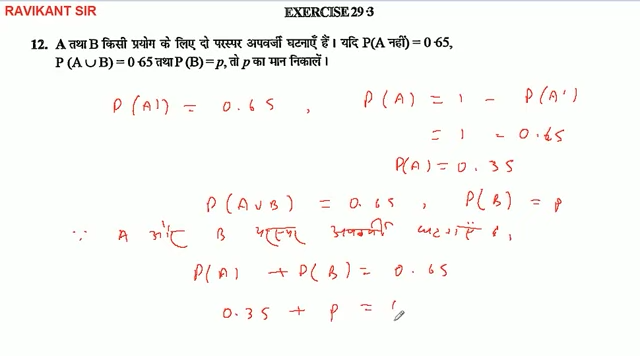 RAVIKANT SIR
EXERCISE 29·3
12. A तथा B किसी प्रयोग के लिए दो परस्पर अपवर्जी घटनाएँ हैं। यदि P(A नहीं) = 0·65,
P (A ∪ B) = 0·65 तथा P (B) = p, तो p का मान निकालें।
P(A') = 0.65 , P(A) = 1 - P(A')
= 1 - 0.65
P(A) = 0.35
P(A∪B) = 0.65 , P(B) = p
∵ A और B परस्पर अपवर्जी घटनाएँ हैं,
P(A) + P(B) = 0.65
0.35 + p =